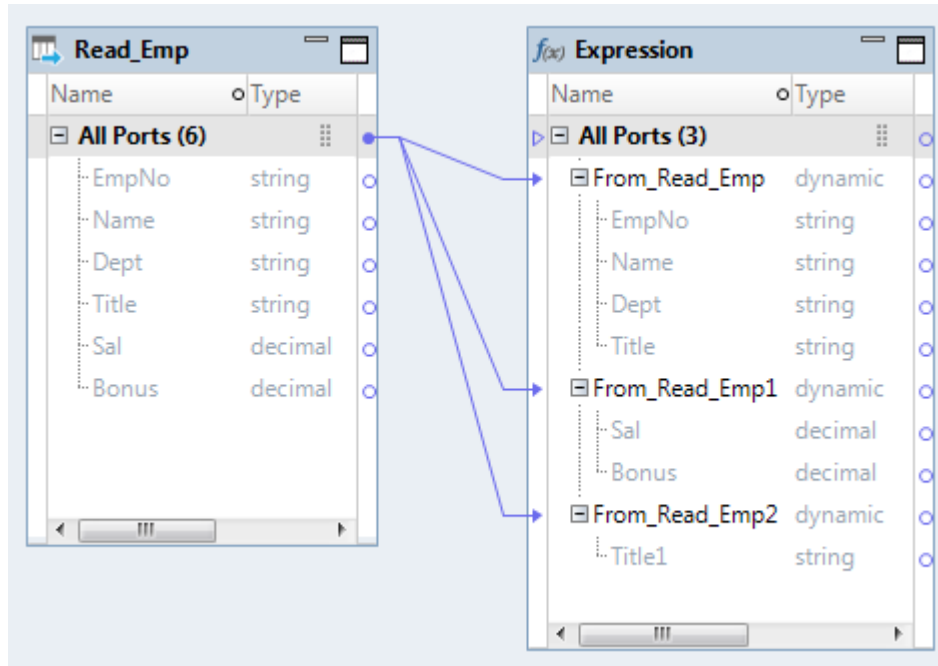 Read_Emp
Name Type
All Ports (6)
EmpNo string
Name string
Dept string
Title string
Sal decimal
Bonus decimal
f(x) Expression
Name Type
All Ports (3)
From_Read_Emp dynamic
EmpNo string
Name string
Dept string
Title string
From_Read_Emp1 dynamic
Sal decimal
Bonus decimal
From_Read_Emp2 dynamic
Title1 string